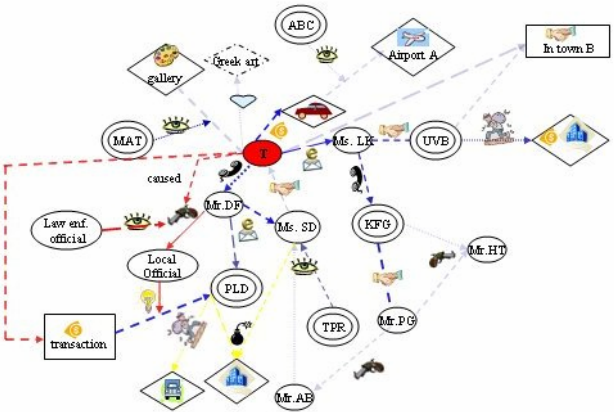 ABC
In town B
Greek art
Airport A
gallery
MAT
T
Ms. LK
UVB
caused
Mr.DF
Law enf.
official
Ms. SD
KFG
Mr.HT
Local
Official
PLD
TPR
Mr.PG
transaction
Mr.AB